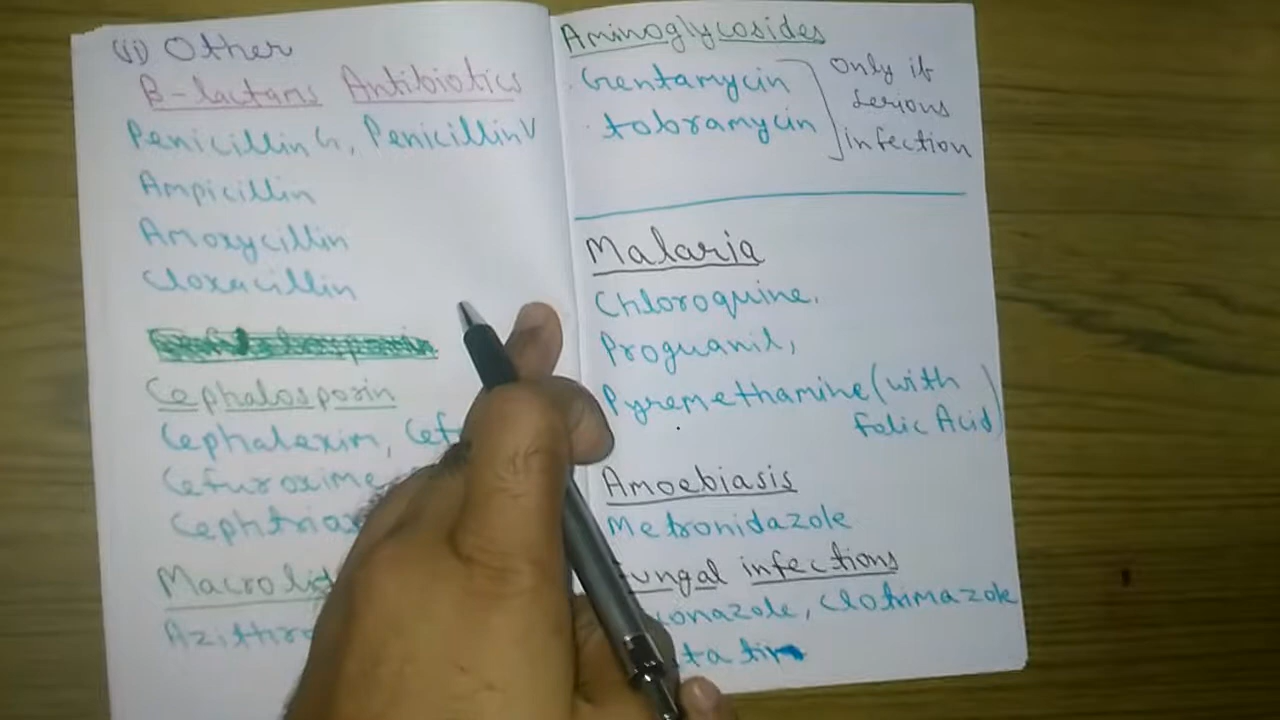 (ii) Other
β-lactams Antibiotics
Penicillin G, Penicillin V
Ampicillin
Amoxycillin
Cloxacillin
Cephalosporin
Cephalexin,
Cefuroxime
Aminoglycosides
Gentamycin
tobramycin
Only if
serious
infection
Malaria
Chloroquine,
Proguanil,
Pyremethamine (with
folic Acid)
Amoebiasis
Metronidazole
infections
Clotrimazole